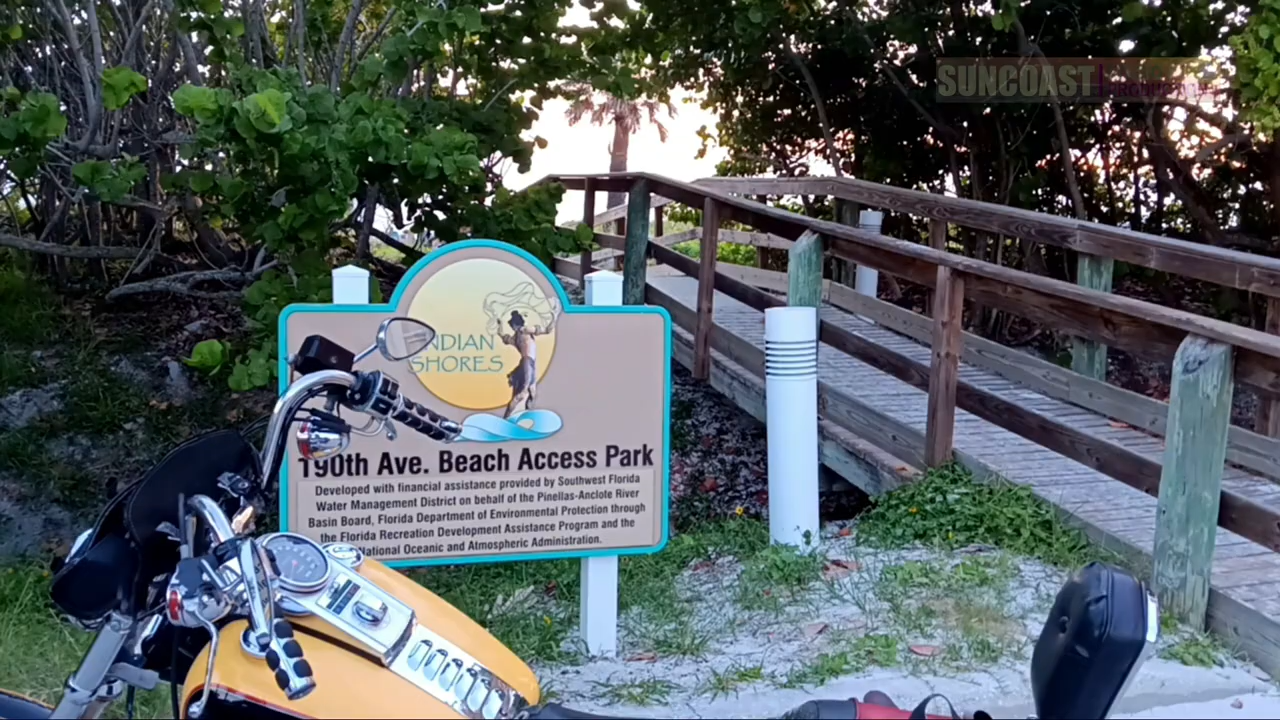 SUNCOAST
INDIAN
SHORES
190th Ave. Beach Access Park
Developed with financial assistance provided by Southwest Florida
Water Management District on behalf of the Pinellas-Anclote River
Basin Board, Florida Department of Environmental Protection through
the Florida Recreation Development Assistance Program and the
National Oceanic and Atmospheric Administration.